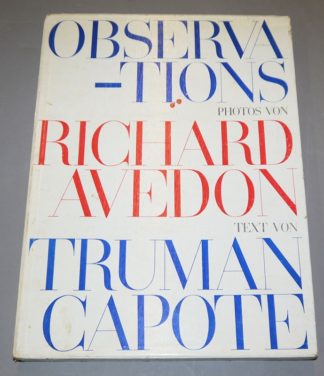 OBSERVA
-TIONS
PHOTOS VON
RICHARD
AVEDON
TEXT VON
TRUMAN
CAPOTE